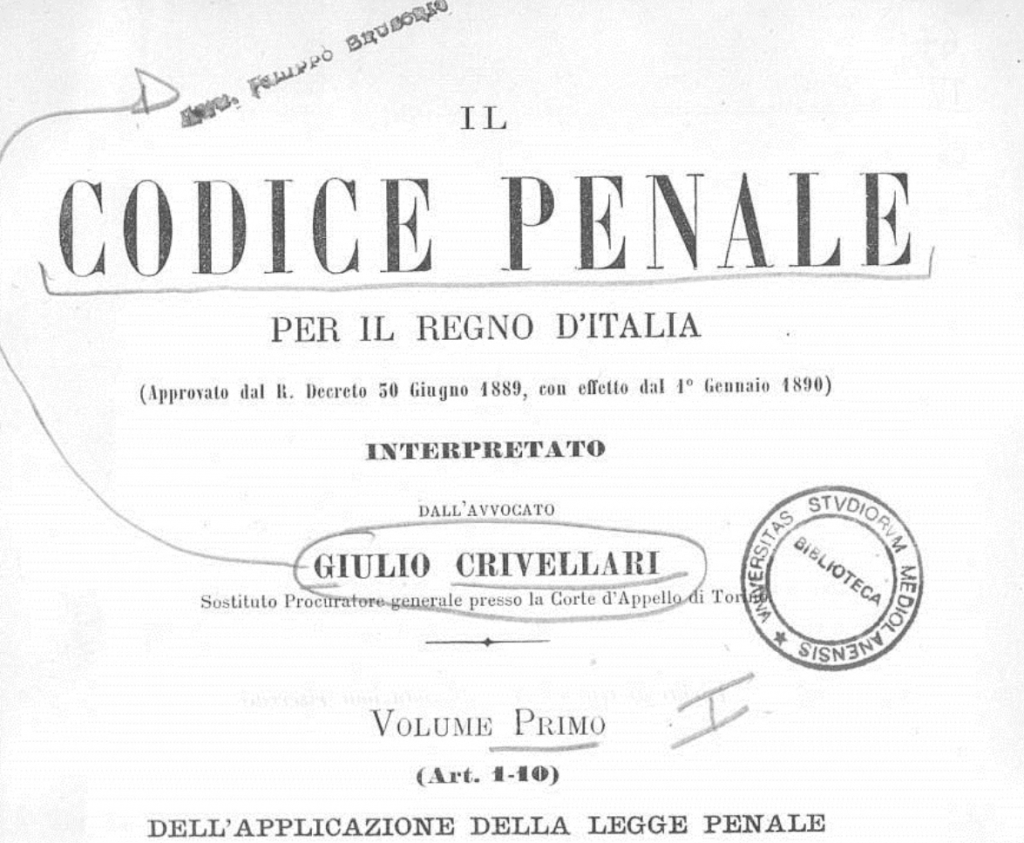 FILIPPO BRUSORIO
IL
CODICE PENALE
PER IL REGNO D'ITALIA
(Approvato dal R. Decreto 30 Giugno 1889, con effetto dal 1° Gennaio 1890)
INTERPRETATO
DALL'AVVOCATO
GIULIO CRIVELLARI
Sostituto Procuratore generale presso la Corte d'Appello di Torino
VNIVERSITAS STVDIORVM MEDIOLANENSIS
BIBLIOTECA
VOLUME PRIMO
I
(Art. 1-10)
DELL'APPLICAZIONE DELLA LEGGE PENALE